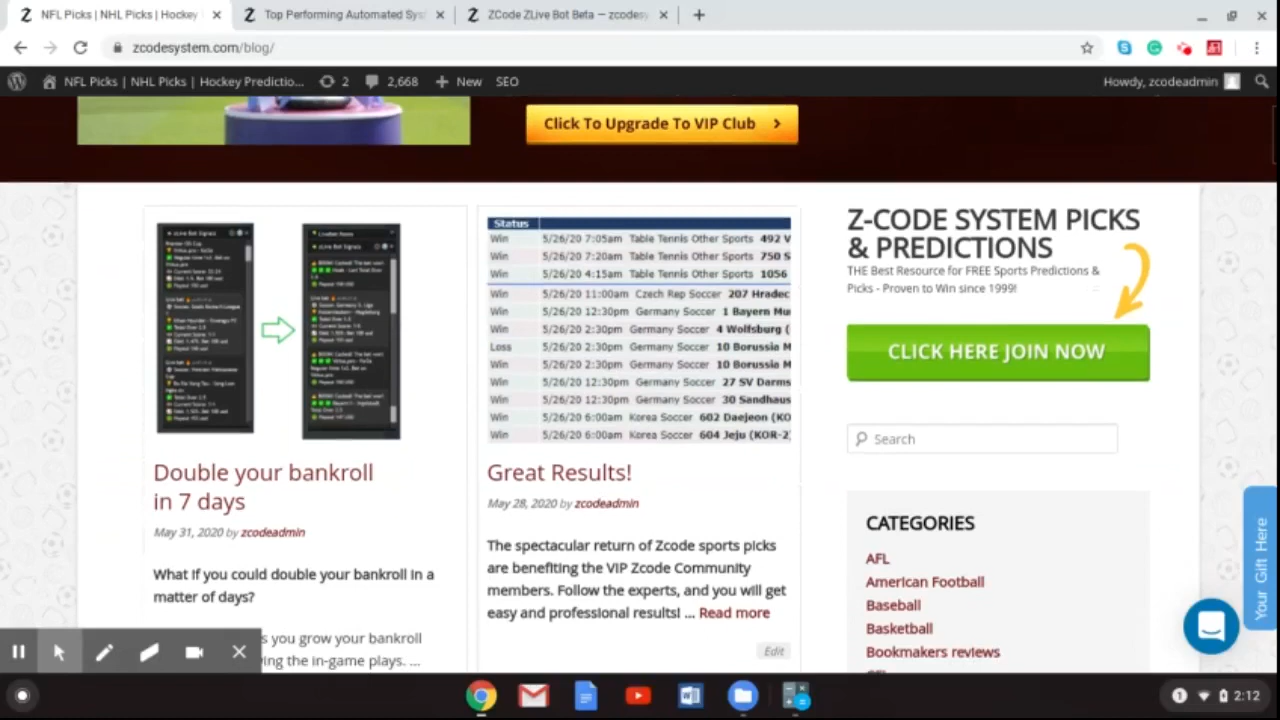 NFL Picks | NHL Picks | Hockey
Top Performing Automated Sys
ZCode ZLive Bot Beta — zcodesy
zcodesystem.com/blog/
NFL Picks | NHL Picks | Hockey Predictio...
2
2,668
New
SEO
Howdy, zcodeadmin
Click To Upgrade To VIP Club >
Status
Win 5/26/20 7:05am Table Tennis Other Sports 492 V
Win 5/26/20 7:20am Table Tennis Other Sports 750 S
Win 5/26/20 4:15am Table Tennis Other Sports 1056
Win 5/26/20 11:00am Czech Rep Soccer 207 Hradec
Win 5/26/20 12:30pm Germany Soccer 1 Bayern Mu
Win 5/26/20 2:30pm Germany Soccer 4 Wolfsburg (
Loss 5/26/20 2:30pm Germany Soccer 10 Borussia M
Win 5/26/20 2:30pm Germany Soccer 10 Borussia M
Win 5/26/20 12:30pm Germany Soccer 27 SV Darms
Win 5/26/20 12:30pm Germany Soccer 30 Sandhaus
Win 5/26/20 6:00am Korea Soccer 602 Daejeon (KO
Win 5/26/20 6:00am Korea Soccer 604 Jeju (KOR-2)
Double your bankroll
in 7 days
May 31, 2020 by zcodeadmin
What if you could double your bankroll in a
matter of days?
s you grow your bankroll
ing the in-game plays. ...
Great Results!
May 28, 2020 by zcodeadmin
The spectacular return of Zcode sports picks
are benefiting the VIP Zcode Community
members. Follow the experts, and you will get
easy and professional results! ... Read more
Edit
Z-CODE SYSTEM PICKS
& PREDICTIONS
THE Best Resource for FREE Sports Predictions &
Picks - Proven to Win since 1999!
CLICK HERE JOIN NOW
Search
CATEGORIES
AFL
American Football
Baseball
Basketball
Bookmakers reviews
Your Gift Here
1
2:12